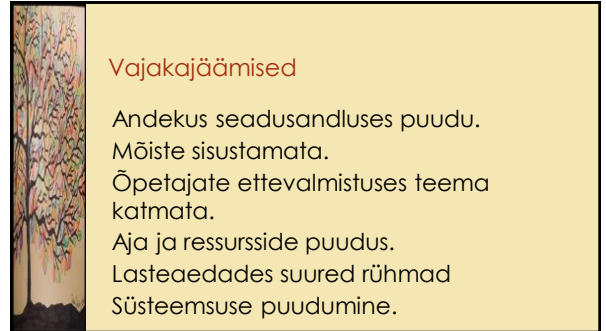 Vajakajäämised
Andekus seadusandluses puudu.
Mõiste sisustamata.
Õpetajate ettevalmistuses teema
katmata.
Aja ja ressursside puudus.
Lasteaedades suured rühmad
Süsteemsuse puudumine.